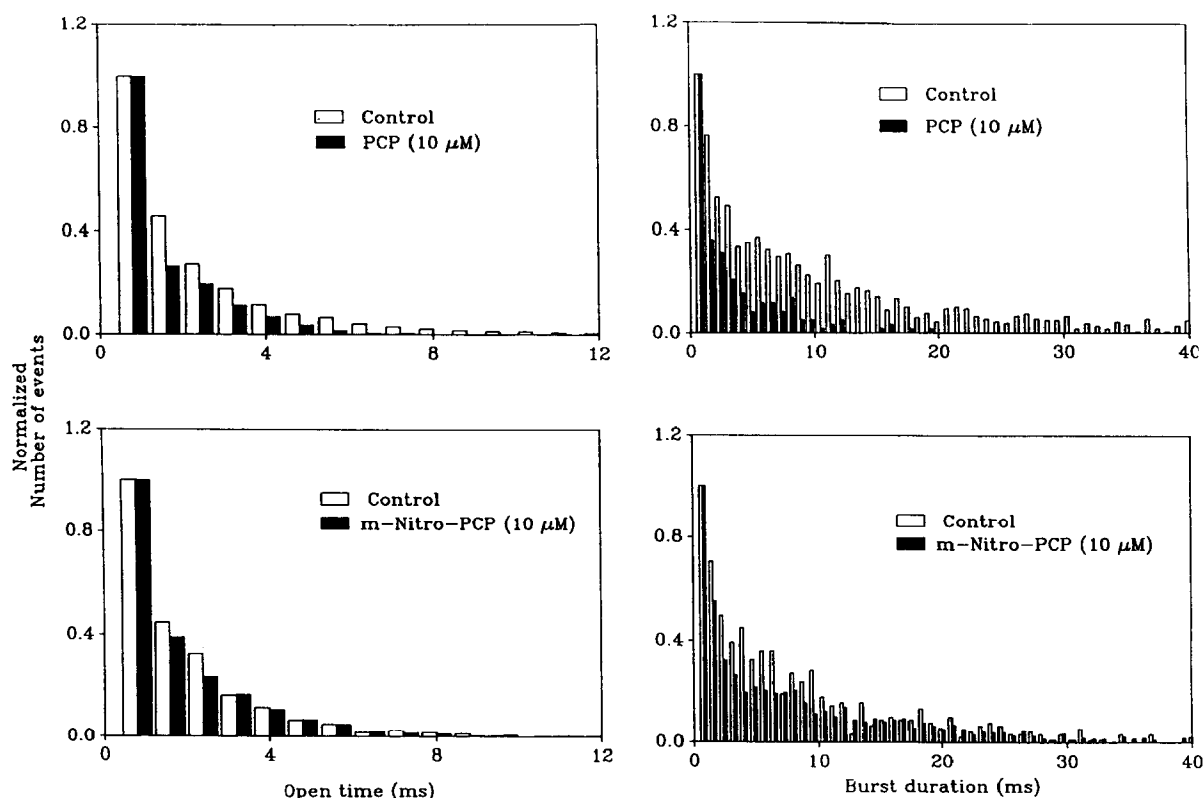 1.2
0.8
0.4
0.0
0
4
8
12
Control
PCP (10 μM)
1.2
0.8
0.4
0.0
0
10
20
30
40
Control
PCP (10 μM)
Normalized
Number of events
1.2
0.8
0.4
0.0
0
4
8
12
Control
m-Nitro-PCP (10 μM)
Open time (ms)
1.2
0.8
0.4
0.0
0
10
20
30
40
Control
m-Nitro-PCP (10 μM)
Burst duration (ms)